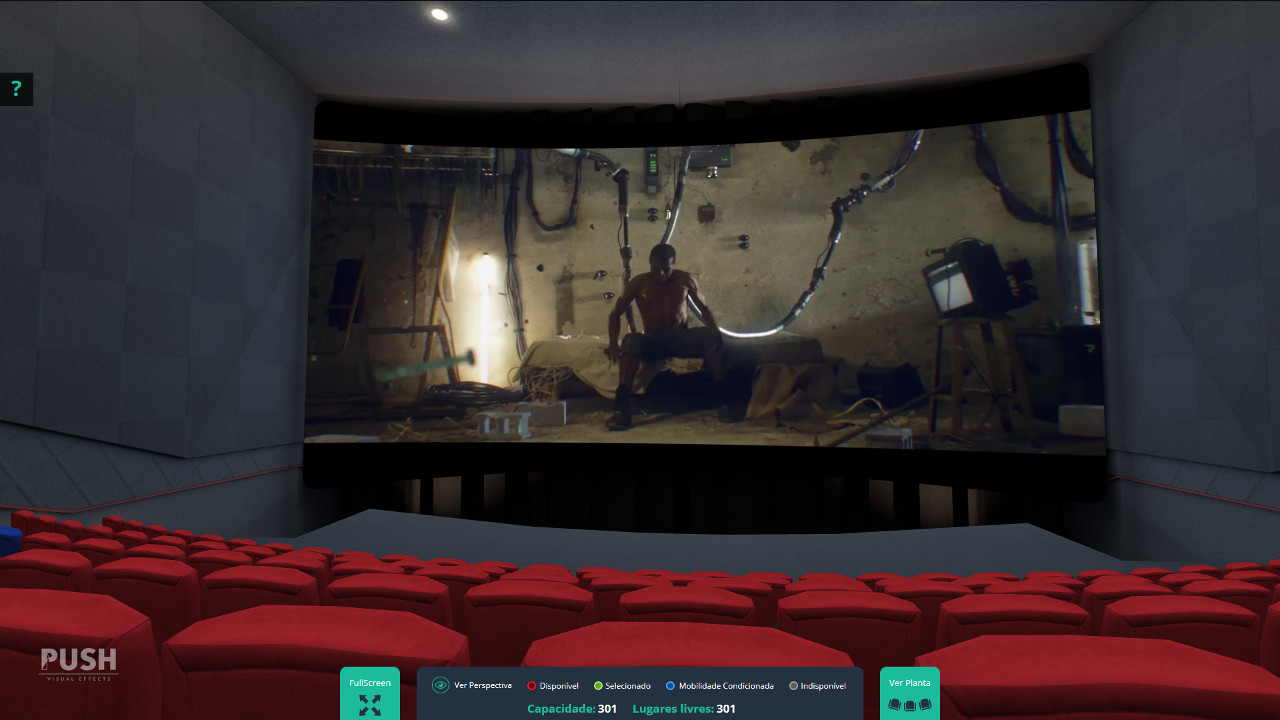 ?
PUSH
VISUAL EFFECTS
FullScreen
Ver Perspectiva
Disponível
Selecionado
Mobilidade Condicionada
Indisponível
Capacidade: 301 Lugares livres: 301
Ver Planta